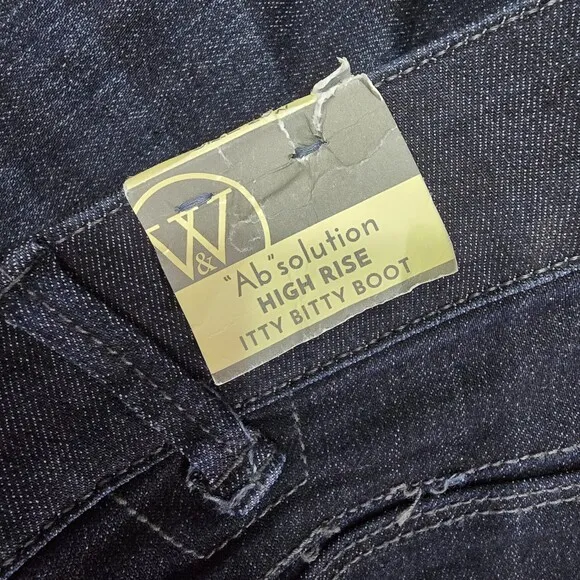 W&
"Ab"solution
HIGH RISE
ITTY BITTY BOOT